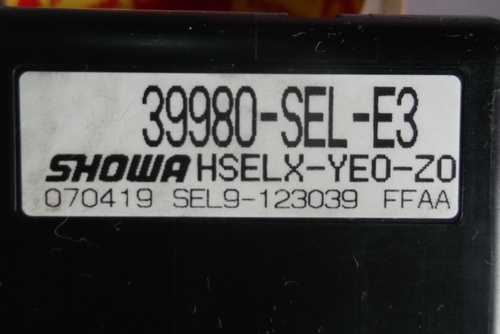 39980-SEL-E3
SHOWA HSELX-YE0-Z0
070419 SEL9-123039 FFAA